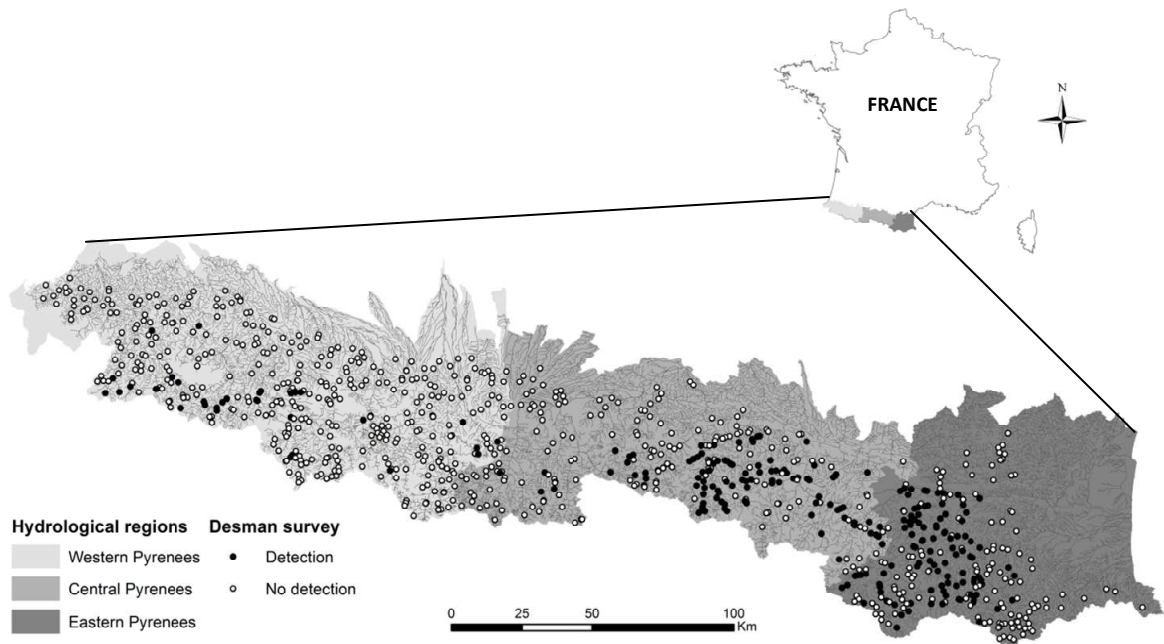 FRANCE
N
Hydrological regions
Western Pyrenees
Central Pyrenees
Eastern Pyrenees
Desman survey
Detection
No detection
0 25 50 100
Km